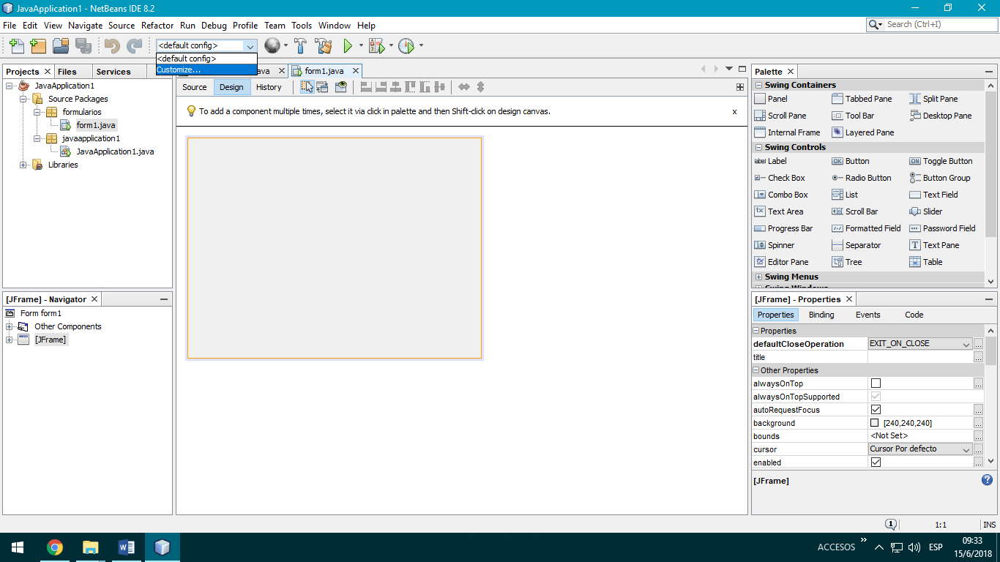 JavaApplication1 - NetBeans IDE 8.2
File Edit View Navigate Source Refactor Run Debug Profile Team Tools Window Help
Search (Ctrl+I)
<default config>
<default config>
Customize...
Projects Files Services
JavaApplication1
Source Packages
formularios
form1.java
javaapplication1
JavaApplication1.java
Libraries
ava form1.java
Source Design History
To add a component multiple times, select it via click in palette and then Shift-click on design canvas. x
[JFrame] - Navigator
Form form1
Other Components
[JFrame]
Palette
Swing Containers
Panel Tabbed Pane Split Pane
Scroll Pane Tool Bar Desktop Pane
Internal Frame Layered Pane
Swing Controls
label Label OK Button ON Toggle Button
Check Box Radio Button Button Group
Combo Box List Text Field
Text Area Scroll Bar Slider
Progress Bar Formatted Field Password Field
Spinner Separator Text Pane
Editor Pane Tree Table
Swing Menus
Swing Windows
[JFrame] - Properties
Properties Binding Events Code
Properties
defaultCloseOperation EXIT_ON_CLOSE ...
title ...
Other Properties
alwaysOnTop ...
alwaysOnTopSupported
autoRequestFocus ...
background [240,240,240] ...
bounds <Not Set> ...
cursor Cursor Por defecto ...
enabled ...
[JFrame]
1 1:1 INS
ACCESOS » ESP 09:33
15/6/2018